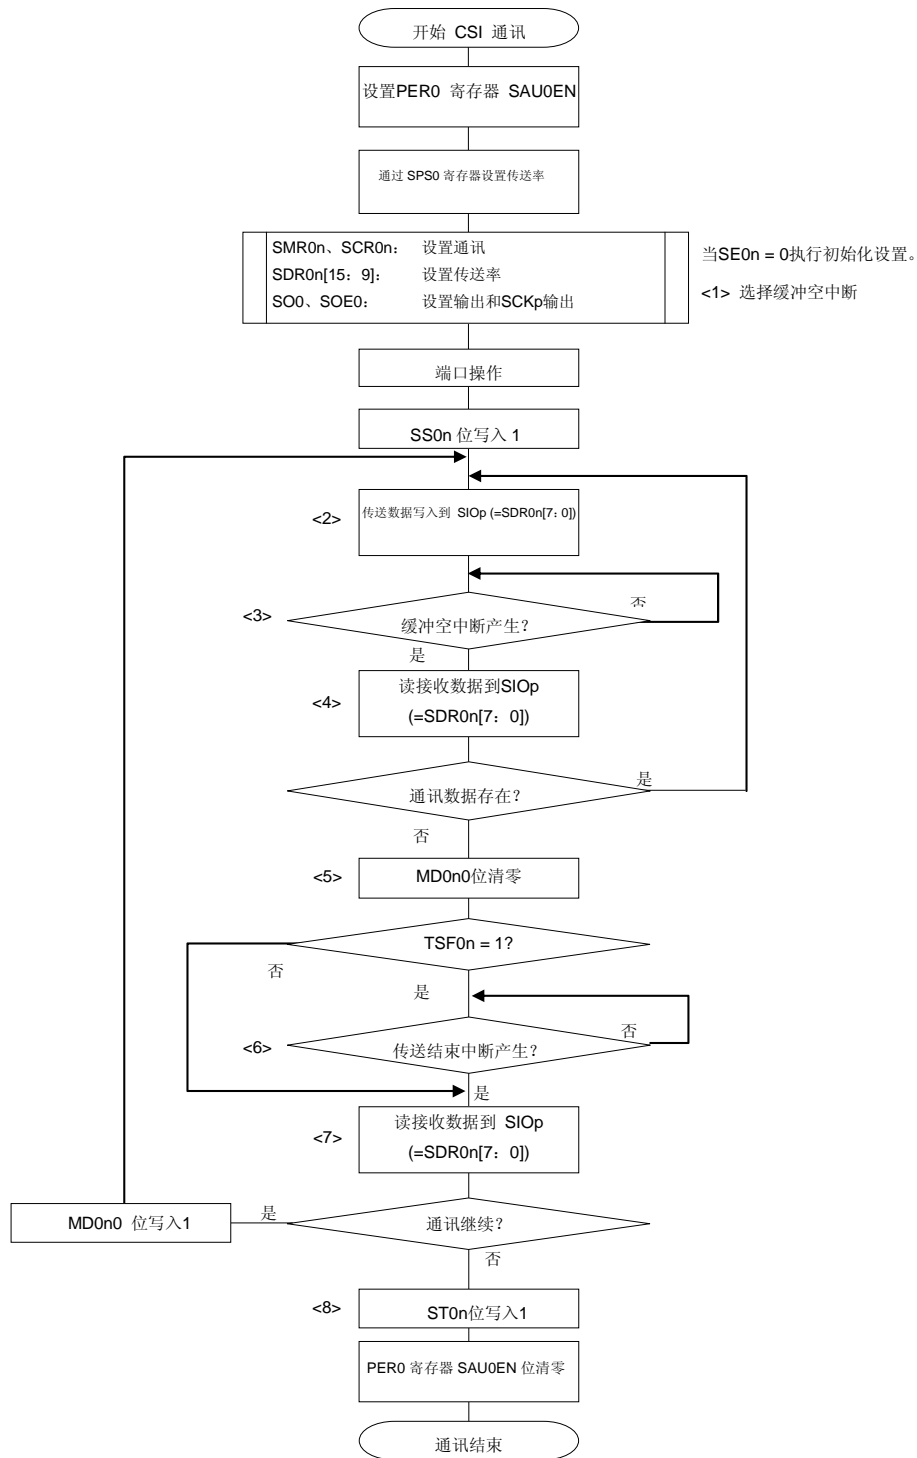 开始 CSI 通讯
设置PER0 寄存器 SAU0EN
通过 SPS0 寄存器设置传送率
SMR0n、SCR0n： 设置通讯
SDR0n[15：9]： 设置传送率
SO0、SOE0： 设置输出和SCKp输出
当SE0n = 0执行初始化设置。
<1> 选择缓冲空中断
端口操作
SS0n 位写入 1
<2> 传送数据写入到 SIOp (=SDR0n[7：0])
否
<3> 缓冲空中断产生？
是
<4> 读接收数据到SIOp
(=SDR0n[7：0])
是
通讯数据存在？
否
<5> MD0n0位清零
TSF0n = 1?
否
是
否
<6> 传送结束中断产生？
是
<7> 读接收数据到 SIOp
(=SDR0n[7：0])
MD0n0 位写入1
是
通讯继续？
否
<8> ST0n位写入1
PER0 寄存器 SAU0EN 位清零
通讯结束